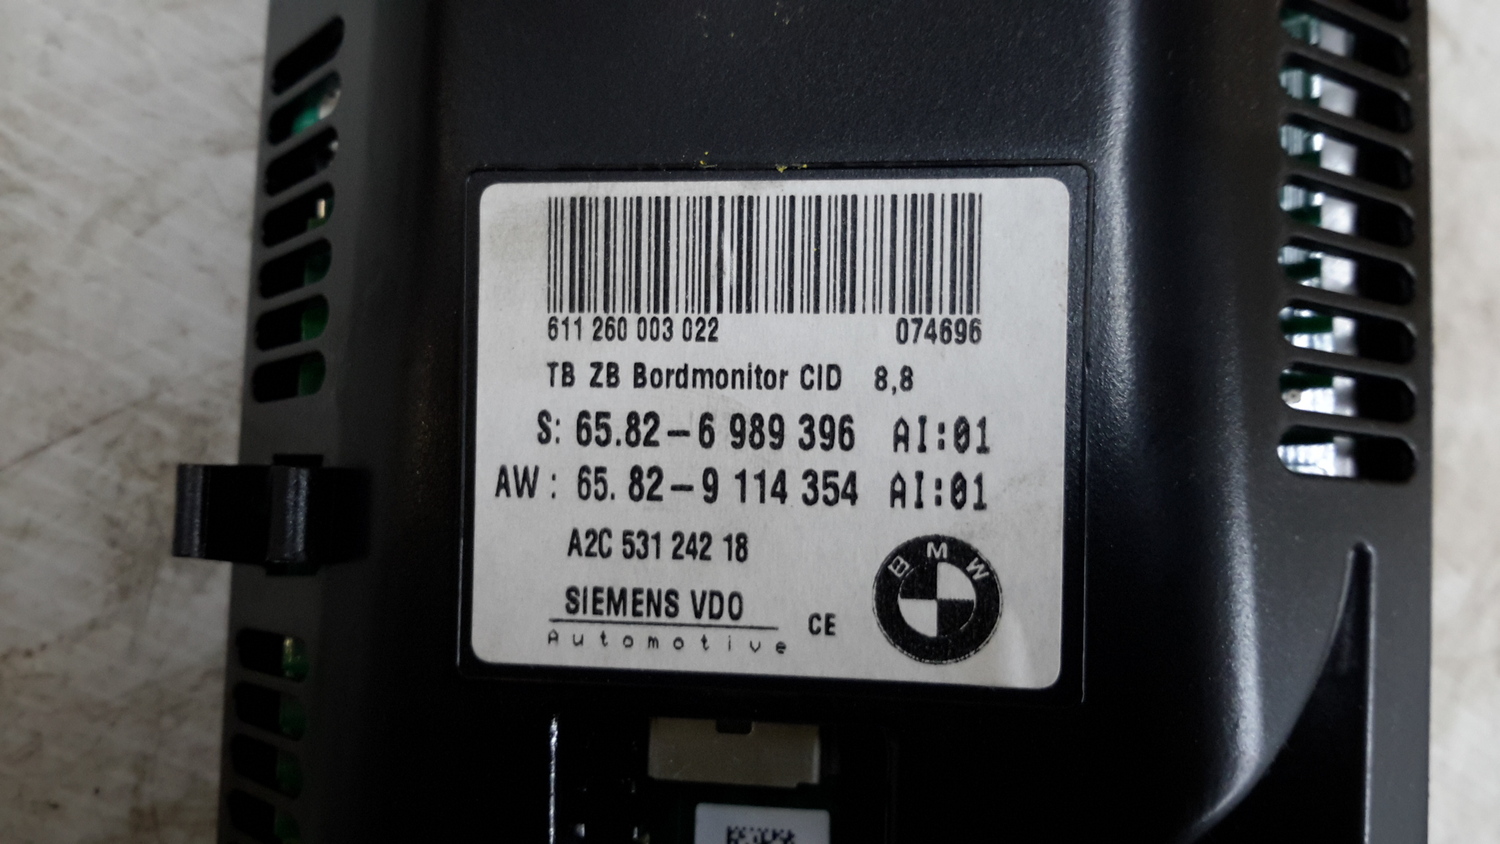 611 260 003 022 074696
TB ZB Bordmonitor CID 8,8
S: 65.82-6 989 396 AI:01
AW: 65.82-9 114 354 AI:01
A2C 531 242 18
SIEMENS VDO
Automotive
CE
BMW